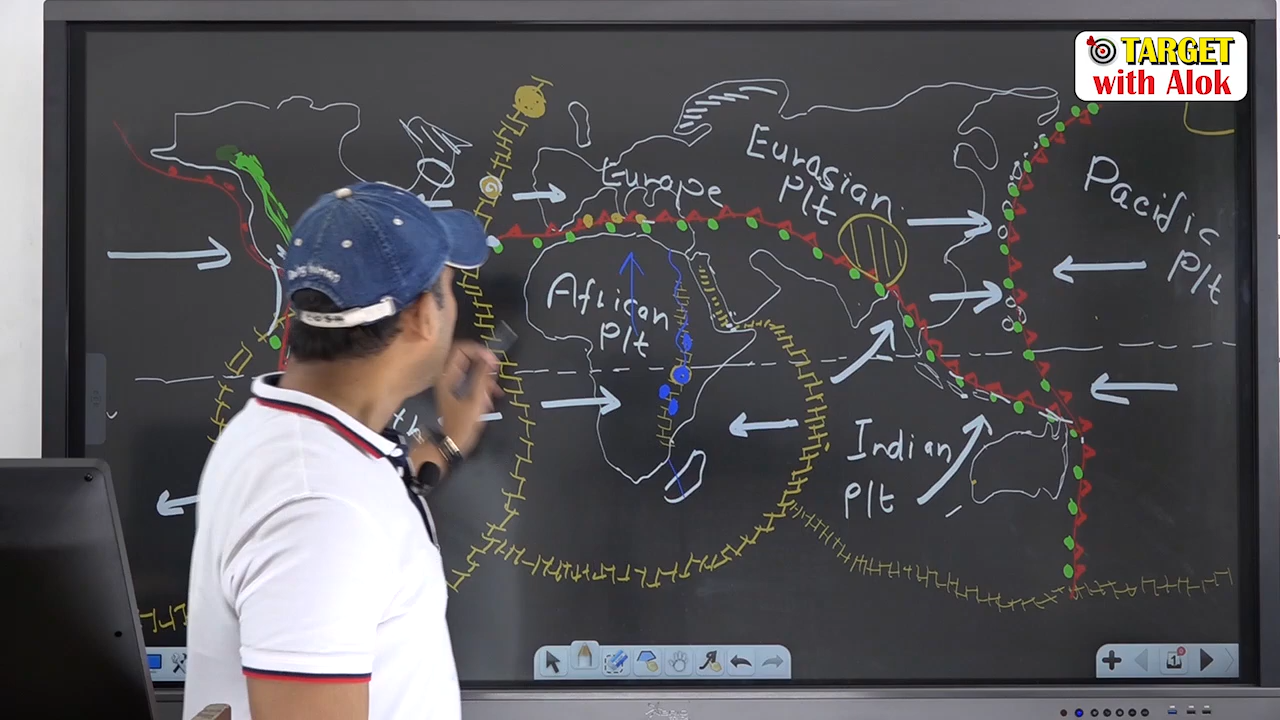 TARGET
with Alok
Eurasian
Plt
Europe
Pacific
Plt
African
Plt
Indian
Plt